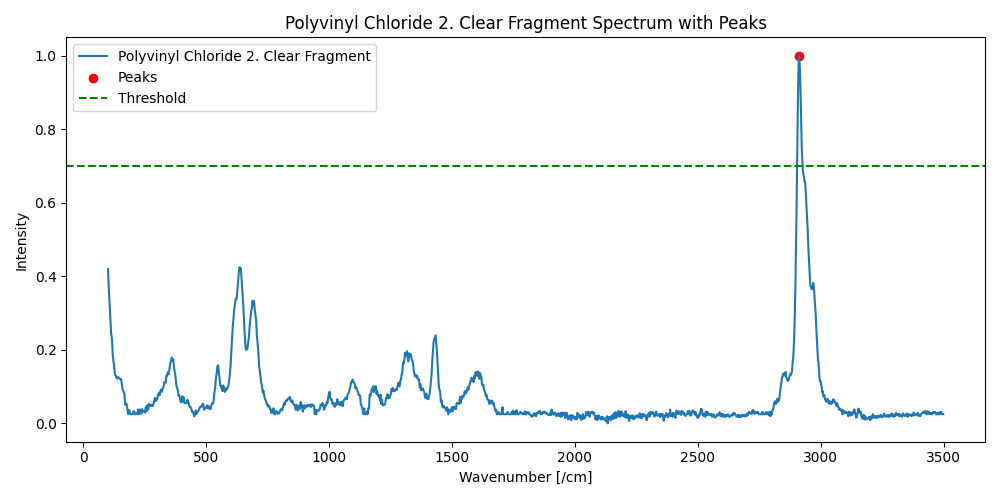 Polyvinyl Chloride 2. Clear Fragment Spectrum with Peaks
Polyvinyl Chloride 2. Clear Fragment
Peaks
Threshold
Intensity
1.0
0.8
0.6
0.4
0.2
0.0
0 500 1000 1500 2000 2500 3000 3500
Wavenumber [/cm]